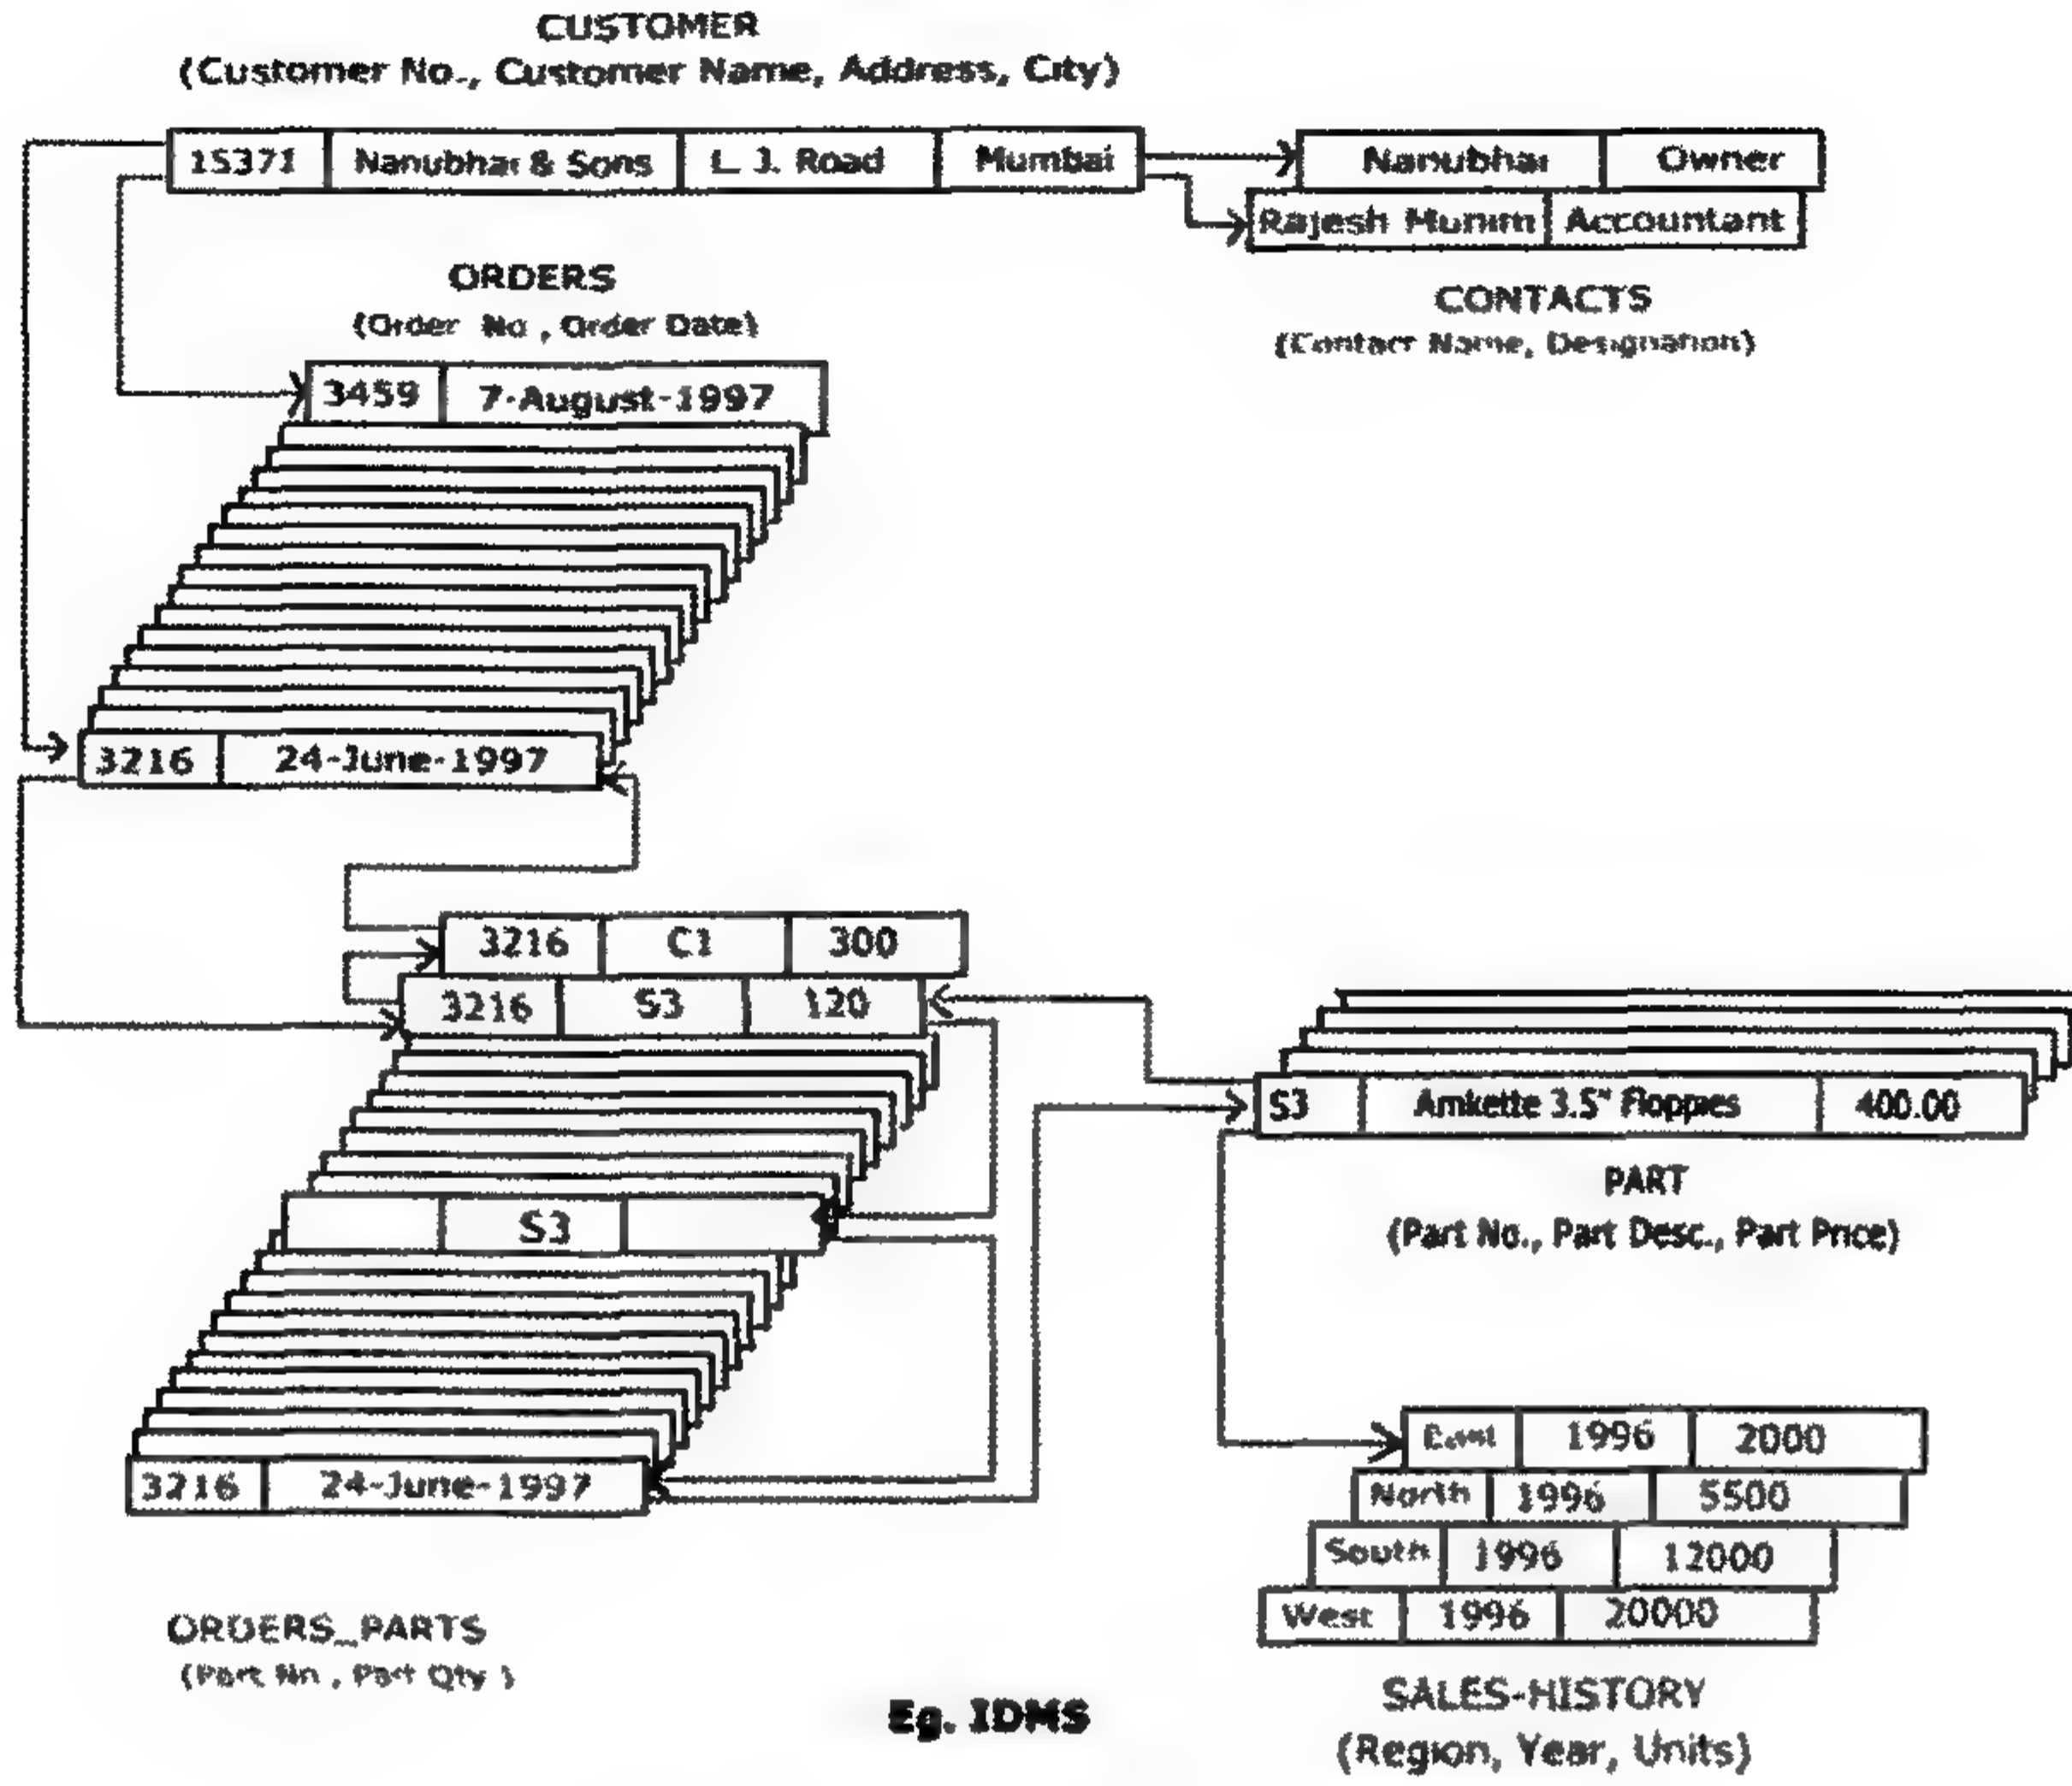 CUSTOMER
(Customer No., Customer Name, Address, City)
15371 Nanubhai & Sons L. J. Road Mumbai
Nanubhai Owner
Rajesh Munim Accountant
CONTACTS
(Contact Name, Designation)
ORDERS
(Order No , Order Date)
3459 7-August-1997
3216 24-June-1997
3216 C1 300
3216 S3 120
S3
3216 24-June-1997
ORDERS_PARTS
(Part No , Part Qty )
S3 Amkette 3.5" Floppies 400.00
PART
(Part No., Part Desc., Part Price)
East 1996 2000
North 1996 5500
South 1996 12000
West 1996 20000
SALES-HISTORY
(Region, Year, Units)
Eg. IDMS